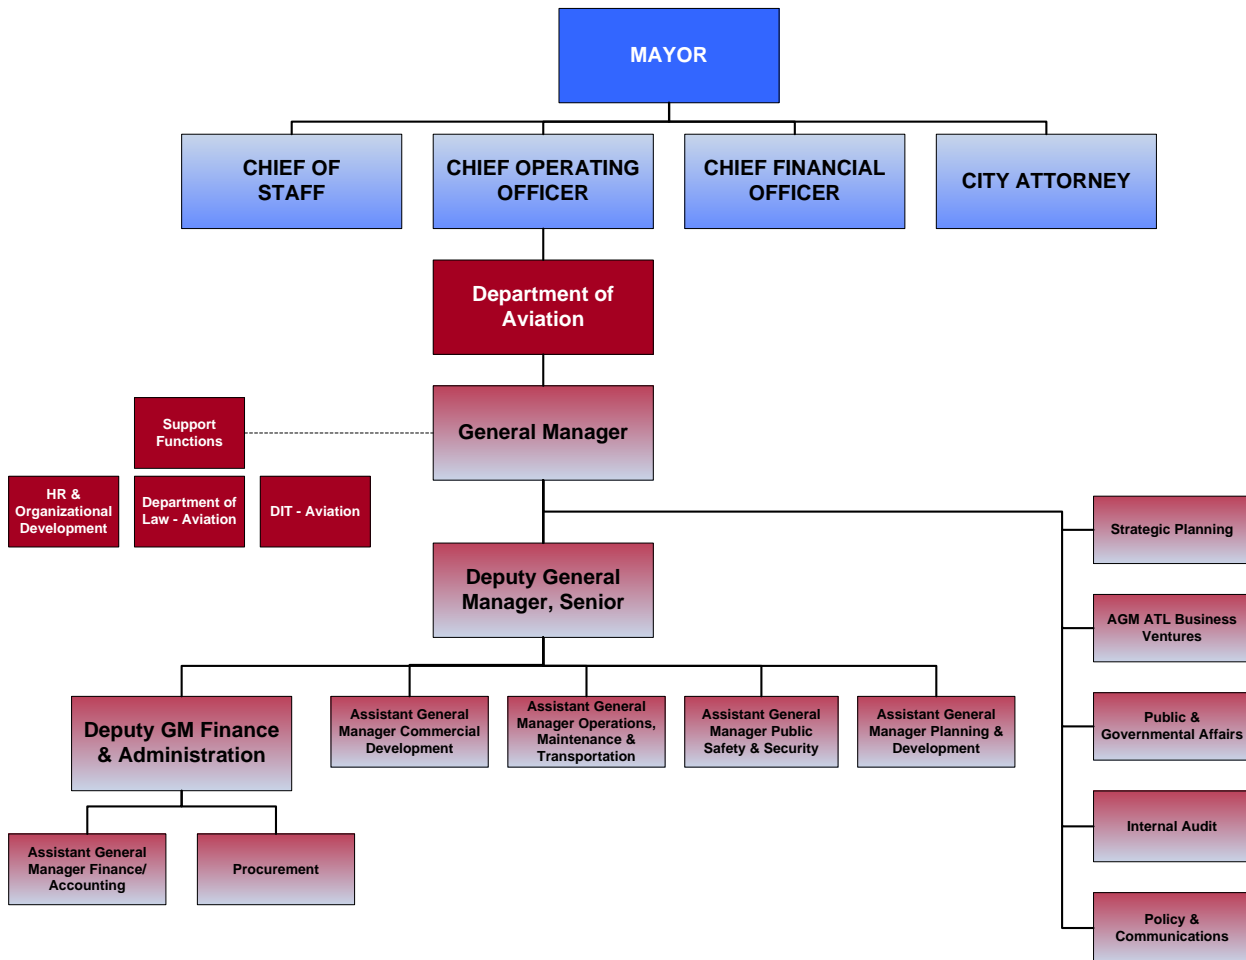 MAYOR
CHIEF OF
STAFF
CHIEF OPERATING
OFFICER
CHIEF FINANCIAL
OFFICER
CITY ATTORNEY
Department of
Aviation
General Manager
Support
Functions
HR &
Organizational
Development
Department of
Law - Aviation
DIT - Aviation
Deputy General
Manager, Senior
Deputy GM Finance
& Administration
Assistant General
Manager Commercial
Development
Assistant General
Manager Operations,
Maintenance &
Transportation
Assistant General
Manager Public
Safety & Security
Assistant General
Manager Planning &
Development
Assistant General
Manager Finance/
Accounting
Procurement
Strategic Planning
AGM ATL Business
Ventures
Public &
Governmental Affairs
Internal Audit
Policy &
Communications